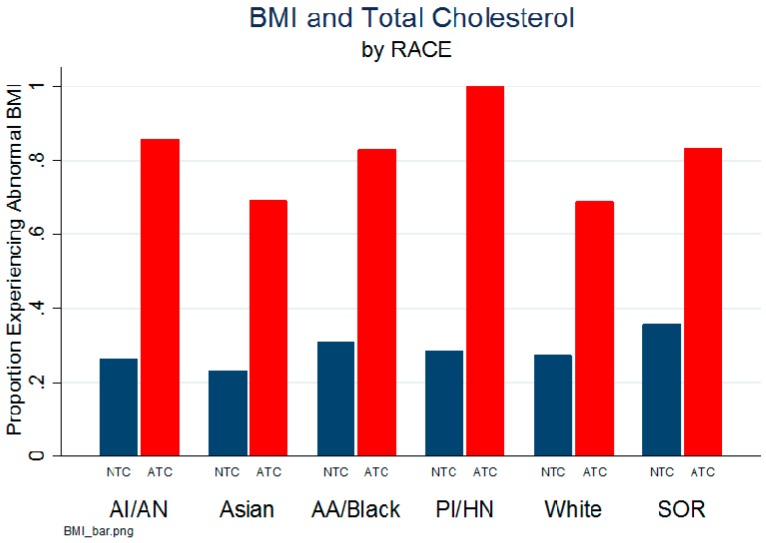 BMI and Total Cholesterol
by RACE
Proportion Experiencing Abnormal BMI
1
.8
.6
.4
.2
0
NTC ATC NTC ATC NTC ATC NTC ATC NTC ATC NTC ATC
AI/AN Asian AA/Black PI/HN White SOR
BMI_bar.png